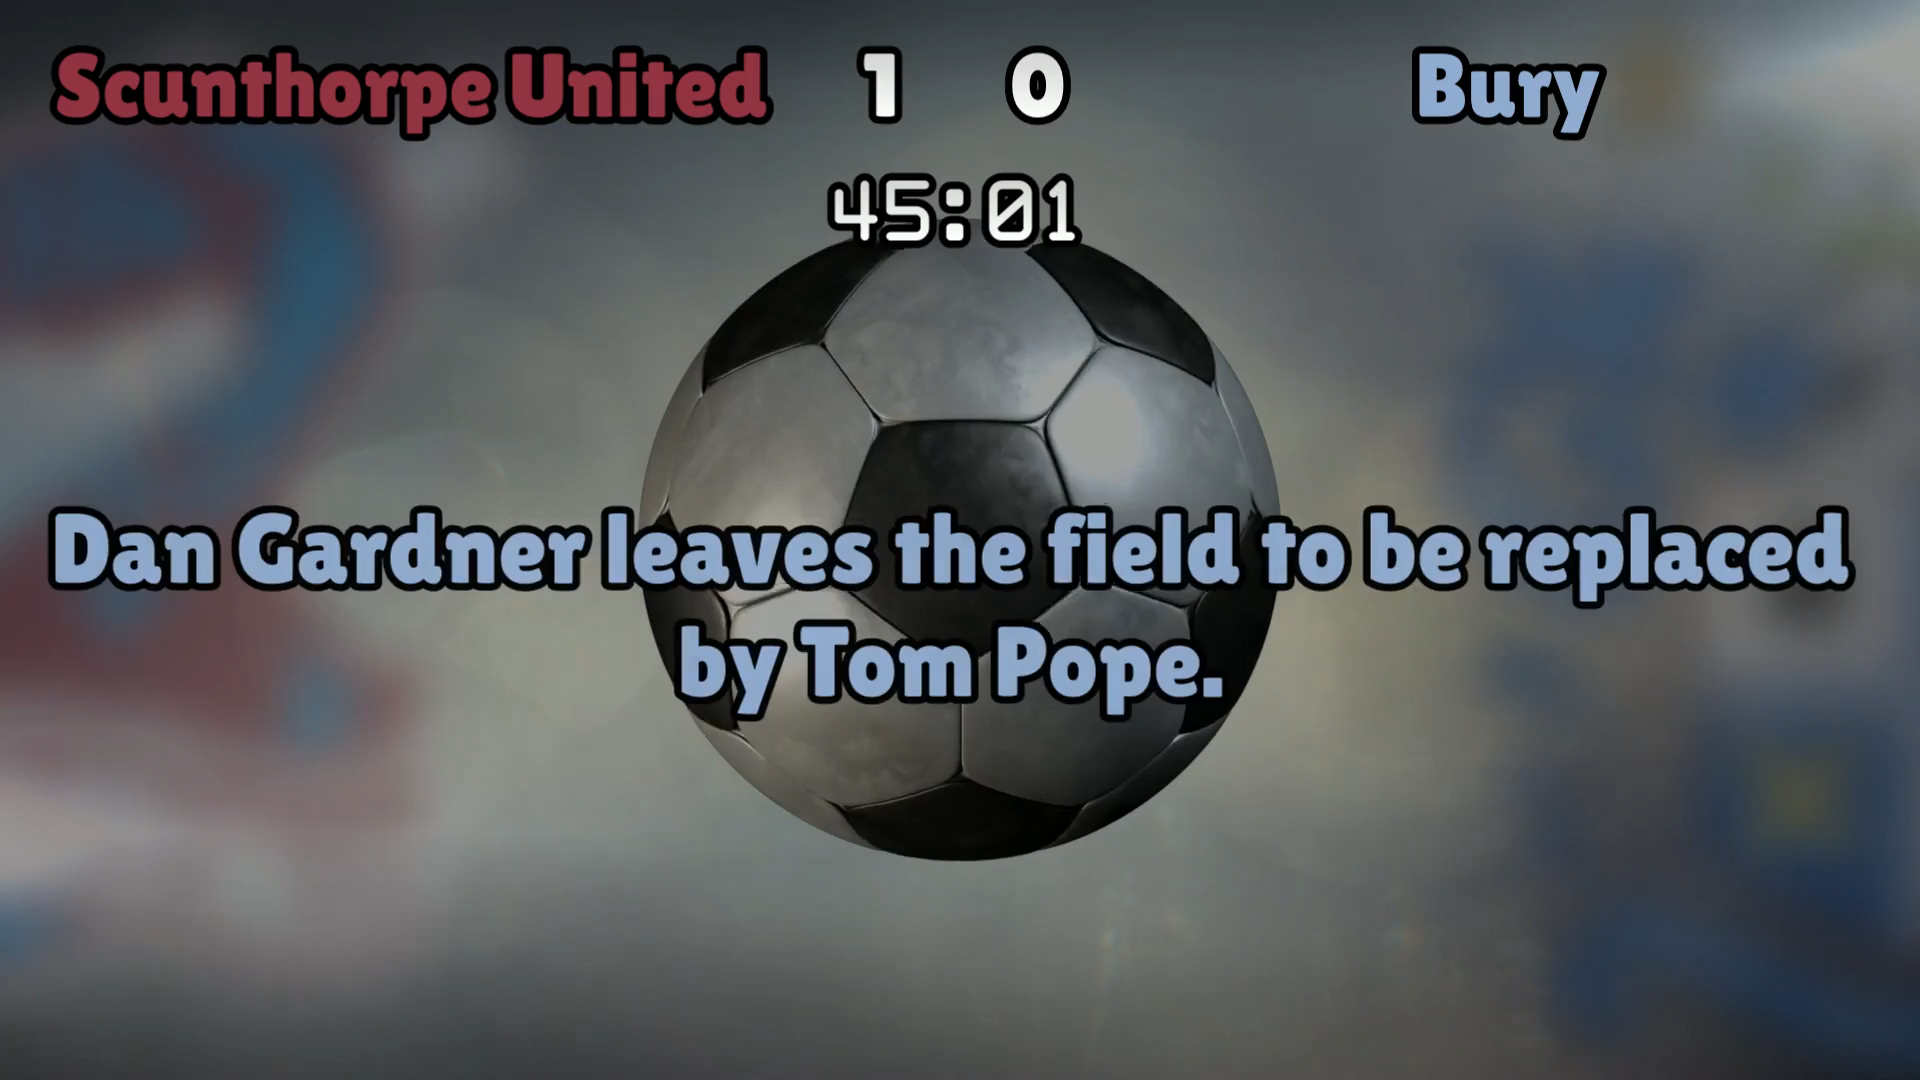 Scunthorpe United 1 0 Bury
45:01
Dan Gardner leaves the field to be replaced
by Tom Pope.